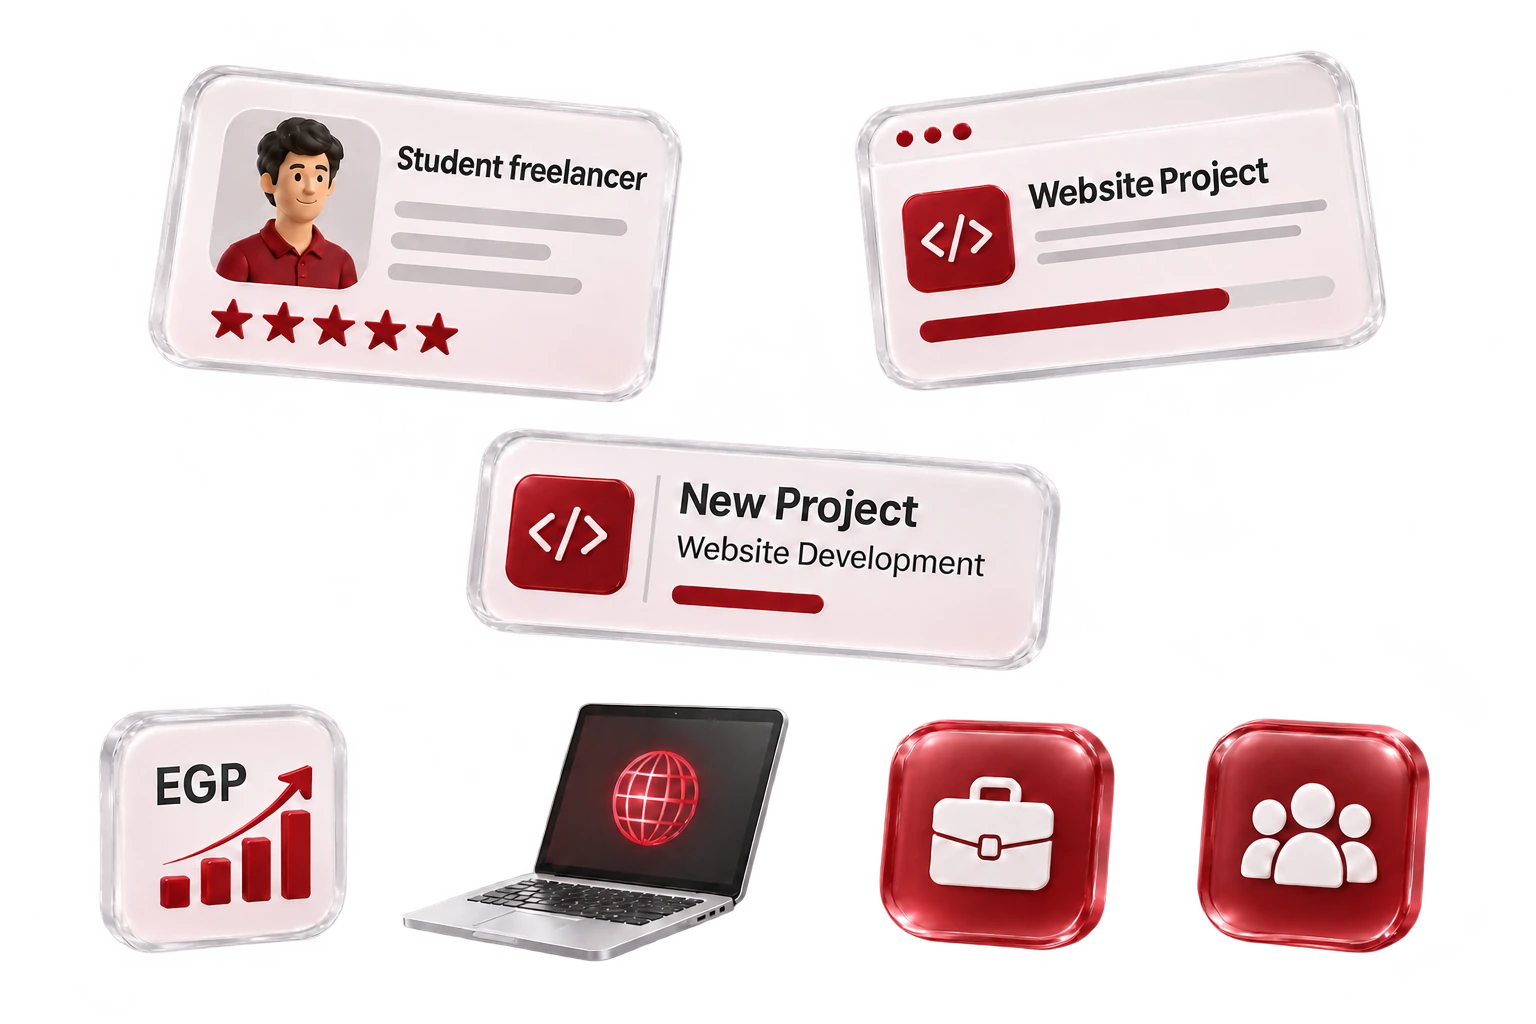 Student freelancer
Website Project
</>
New Project
Website Development
</>
EGP